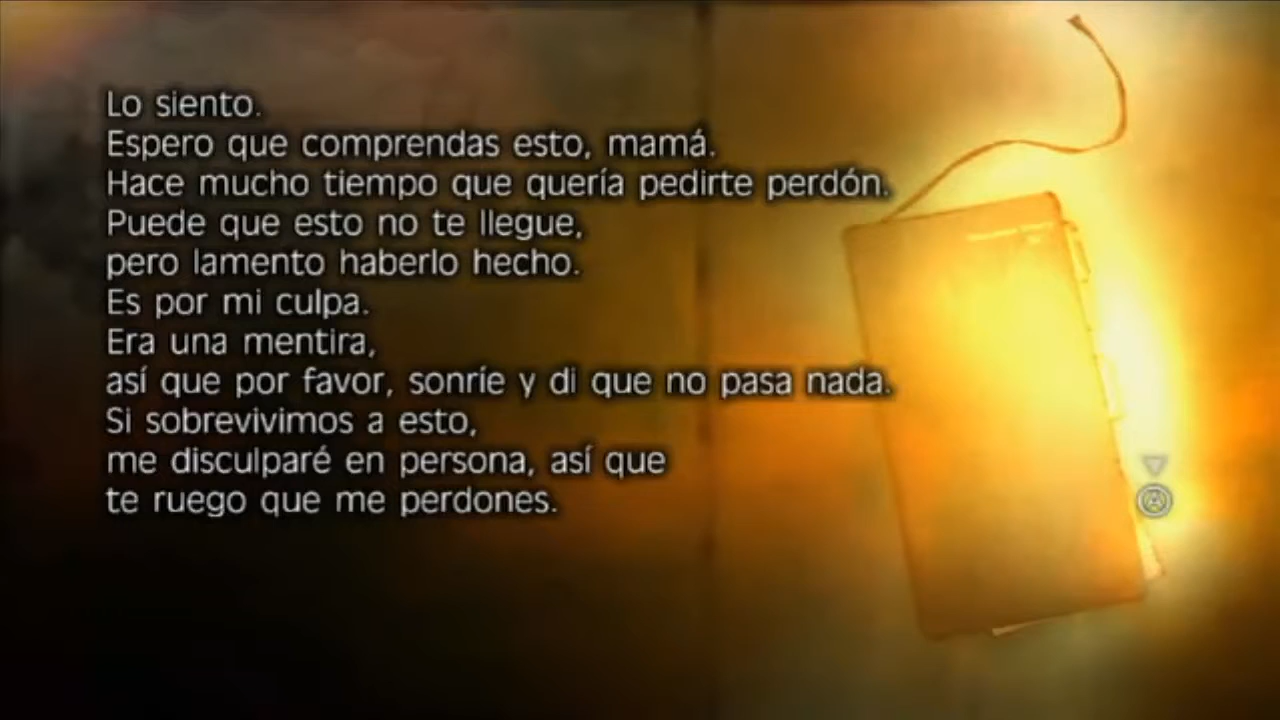 Lo siento.
Espero que comprendas esto, mamá.
Hace mucho tiempo que quería pedirte perdón.
Puede que esto no te llegue,
pero lamento haberlo hecho.
Es por mi culpa.
Era una mentira,
así que por favor, sonríe y di que no pasa nada.
Si sobrevivimos a esto,
me disculparé en persona, así que
te ruego que me perdones.
A